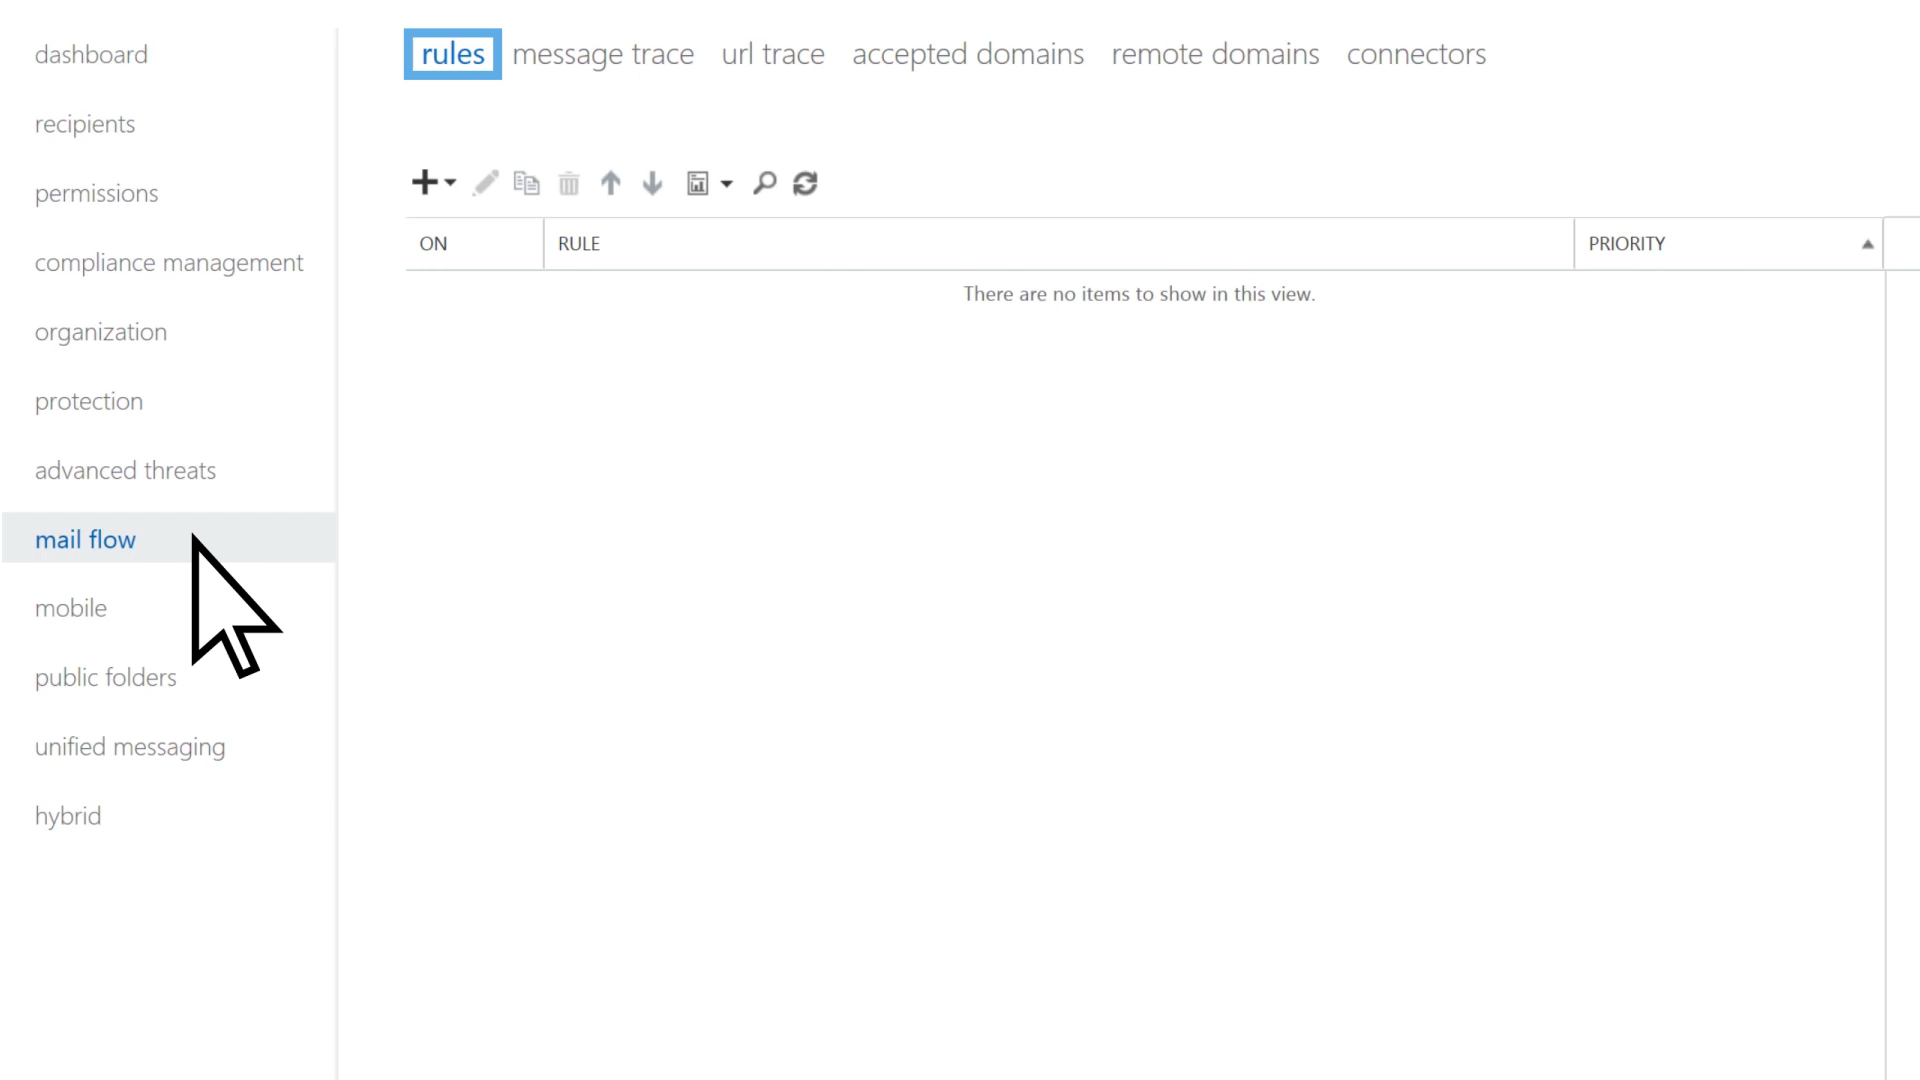 dashboard
recipients
permissions
compliance management
organization
protection
advanced threats
mail flow
mobile
public folders
unified messaging
hybrid
rules message trace url trace accepted domains remote domains connectors
ON RULE PRIORITY
There are no items to show in this view.